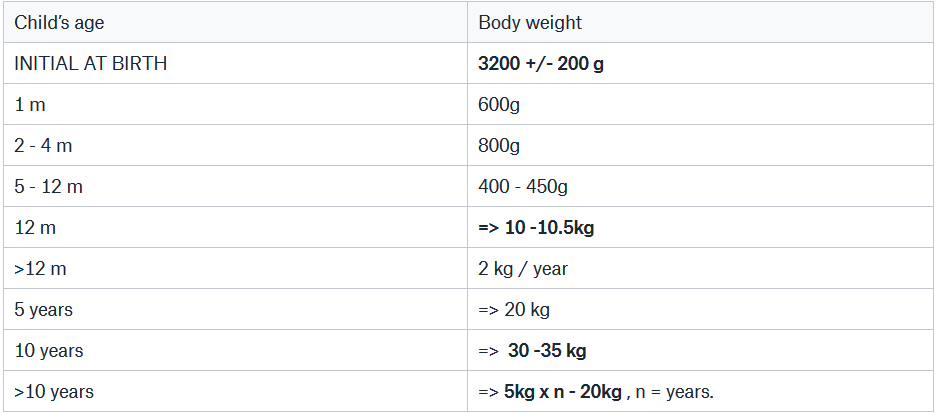 Child's age Body weight
INITIAL AT BIRTH 3200 +/- 200 g
1 m 600g
2 - 4 m 800g
5 - 12 m 400 - 450g
12 m => 10 -10.5kg
>12 m 2 kg / year
5 years => 20 kg
10 years => 30 -35 kg
>10 years => 5kg x n - 20kg , n = years.